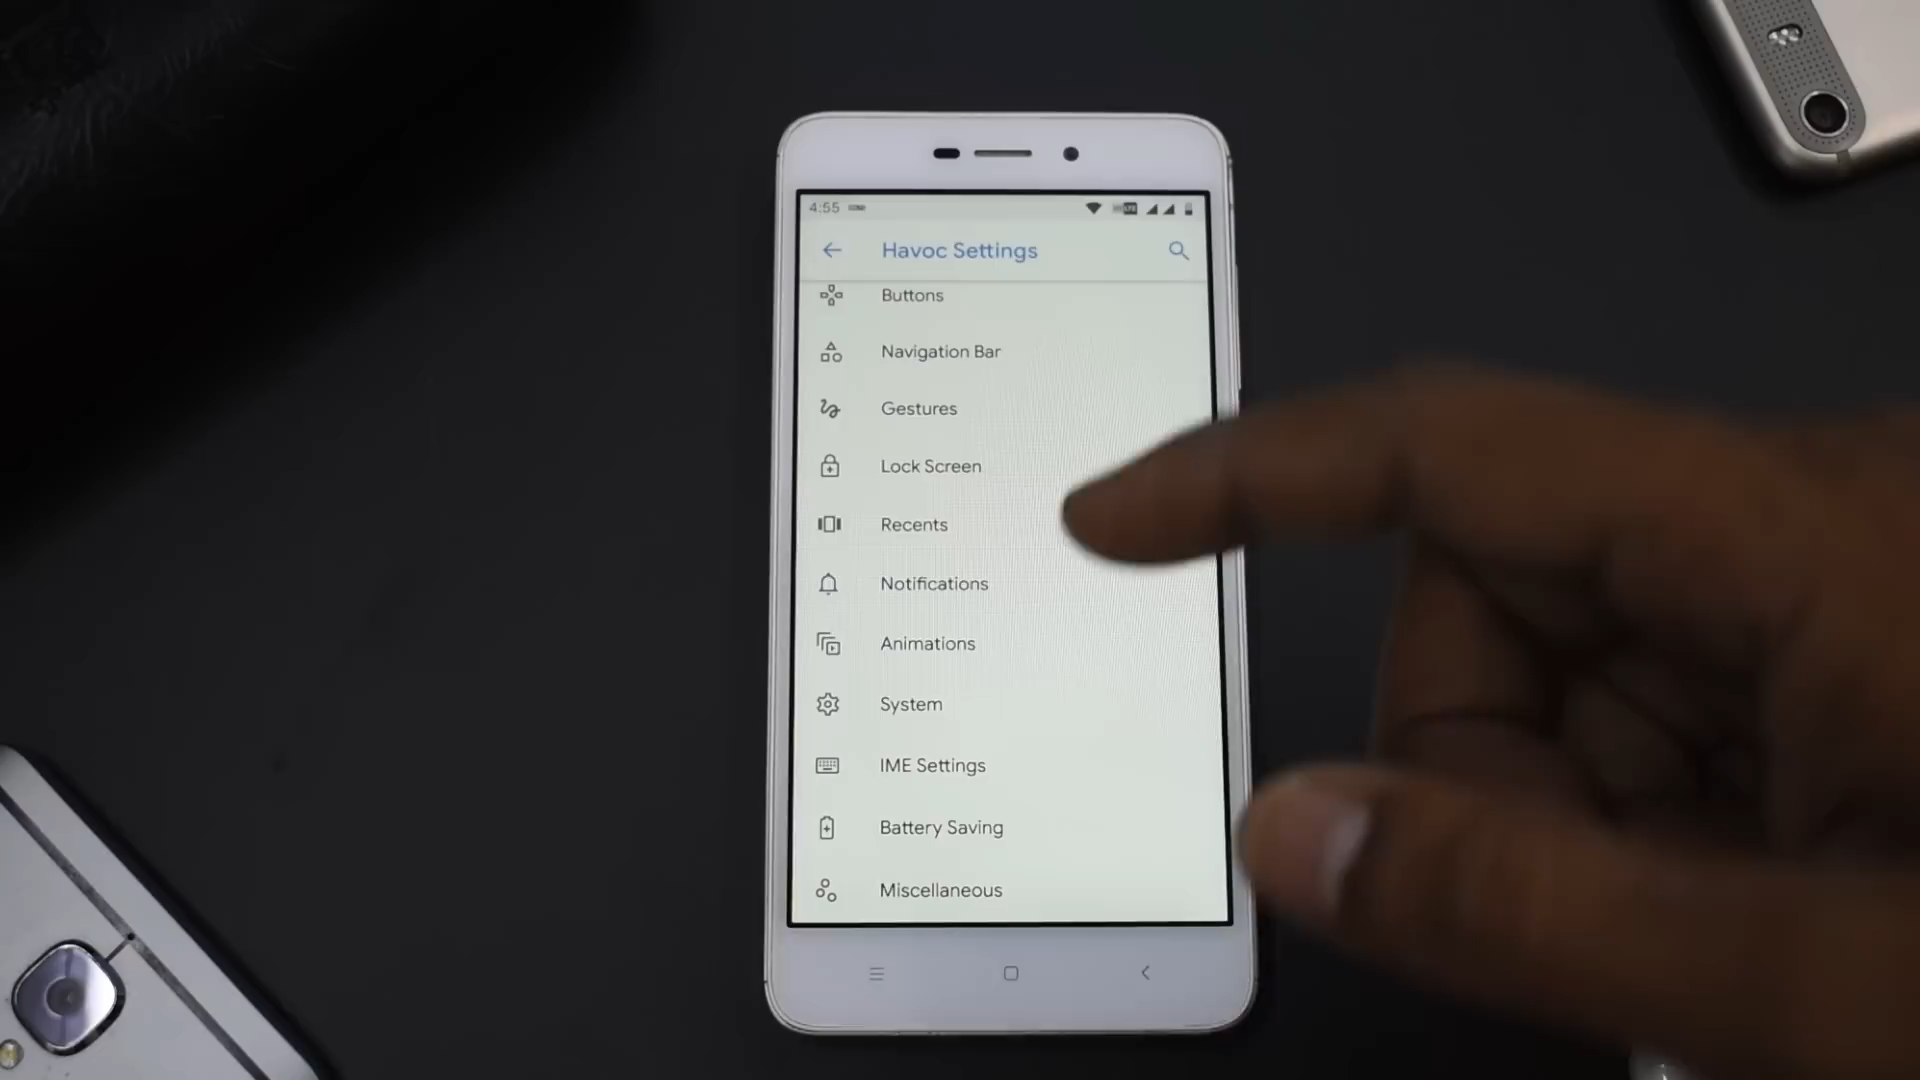 4:55
Havoc Settings
Buttons
Navigation Bar
Gestures
Lock Screen
Recents
Notifications
Animations
System
IME Settings
Battery Saving
Miscellaneous